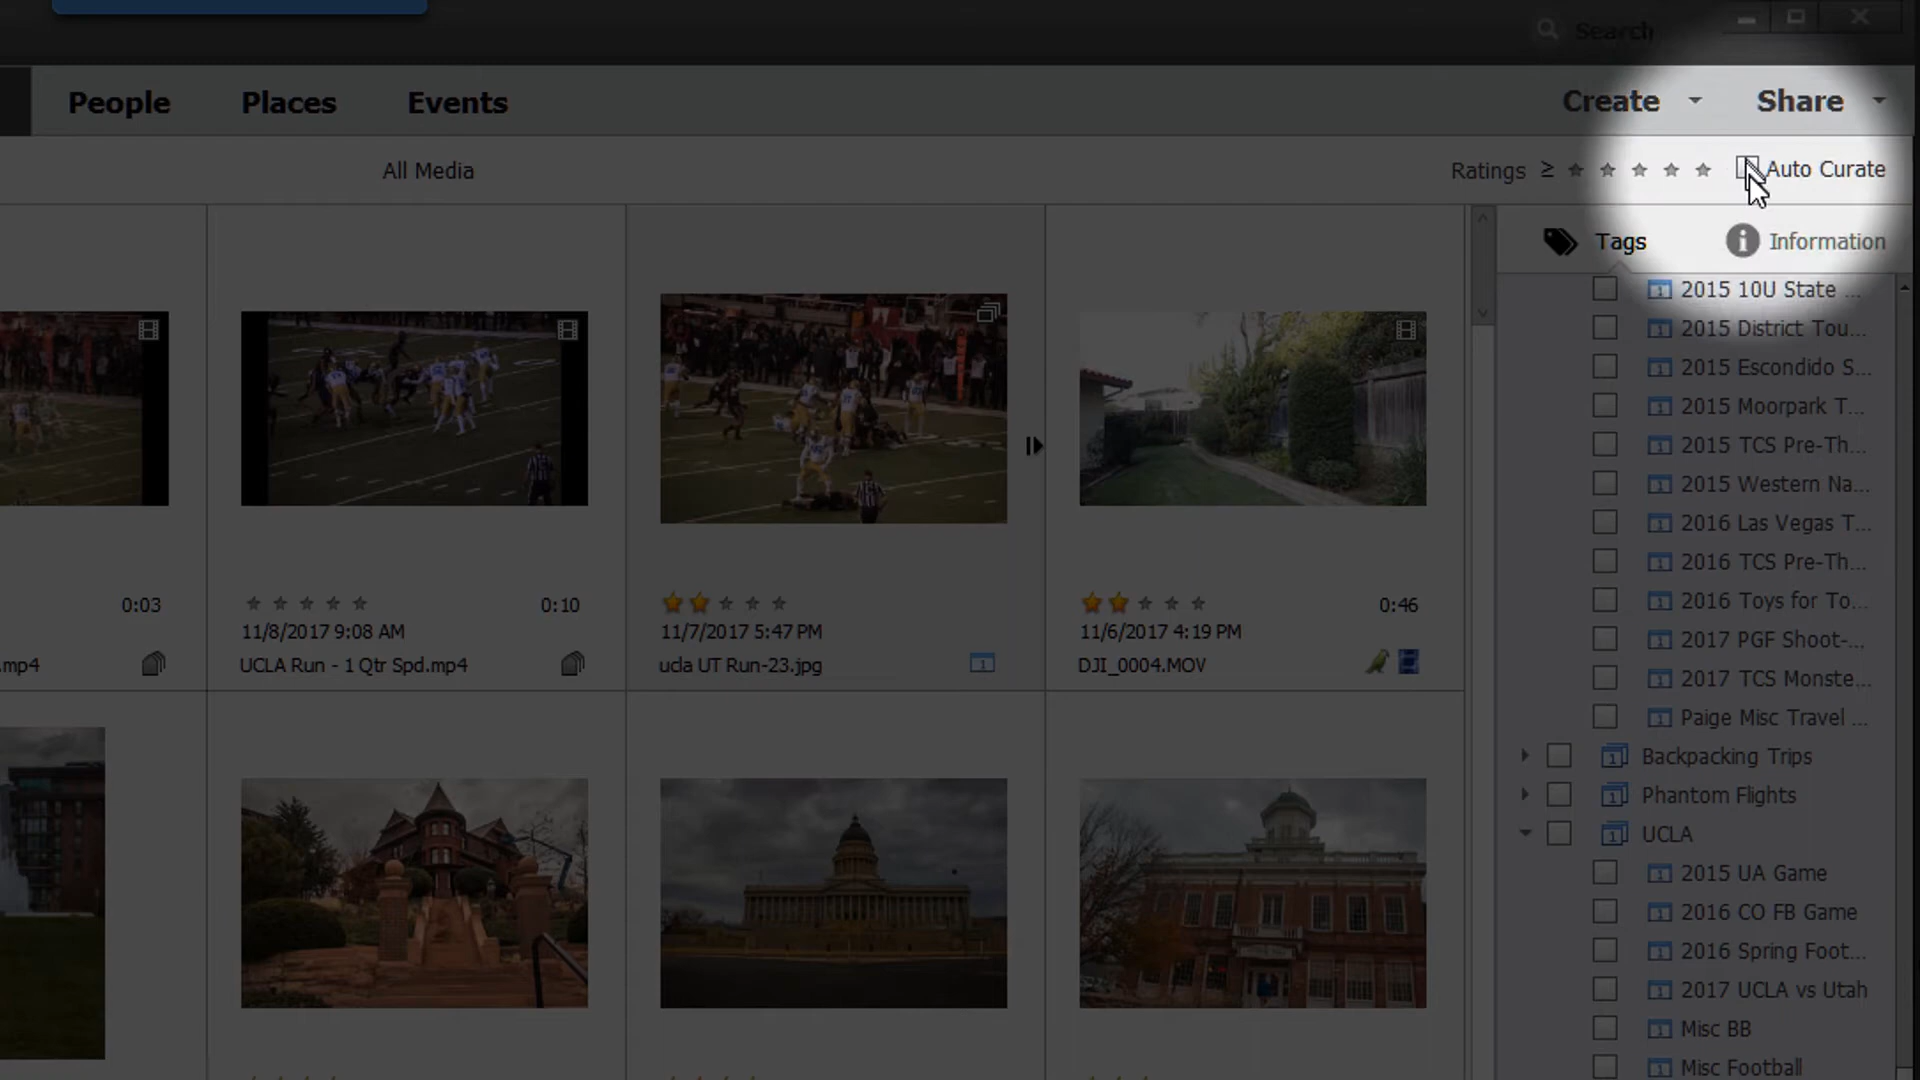 Search
People Places Events Create Share
All Media Ratings ≥ Auto Curate
Tags Information
2015 10U State ...
2015 District Tou...
2015 Escondido S...
2015 Moorpark T...
2015 TCS Pre-Th...
2015 Western Na...
2016 Las Vegas T...
2016 TCS Pre-Th...
2016 Toys for To...
2017 PGF Shoot-...
2017 TCS Monste...
Paige Misc Travel ...
Backpacking Trips
Phantom Flights
UCLA
2015 UA Game
2016 CO FB Game
2016 Spring Foot...
2017 UCLA vs Utah
Misc BB
Misc Football
0:03 0:10 0:46
11/8/2017 9:08 AM 11/7/2017 5:47 PM 11/6/2017 4:19 PM
.mp4 UCLA Run - 1 Qtr Spd.mp4 ucla UT Run-23.jpg DJI_0004.MOV